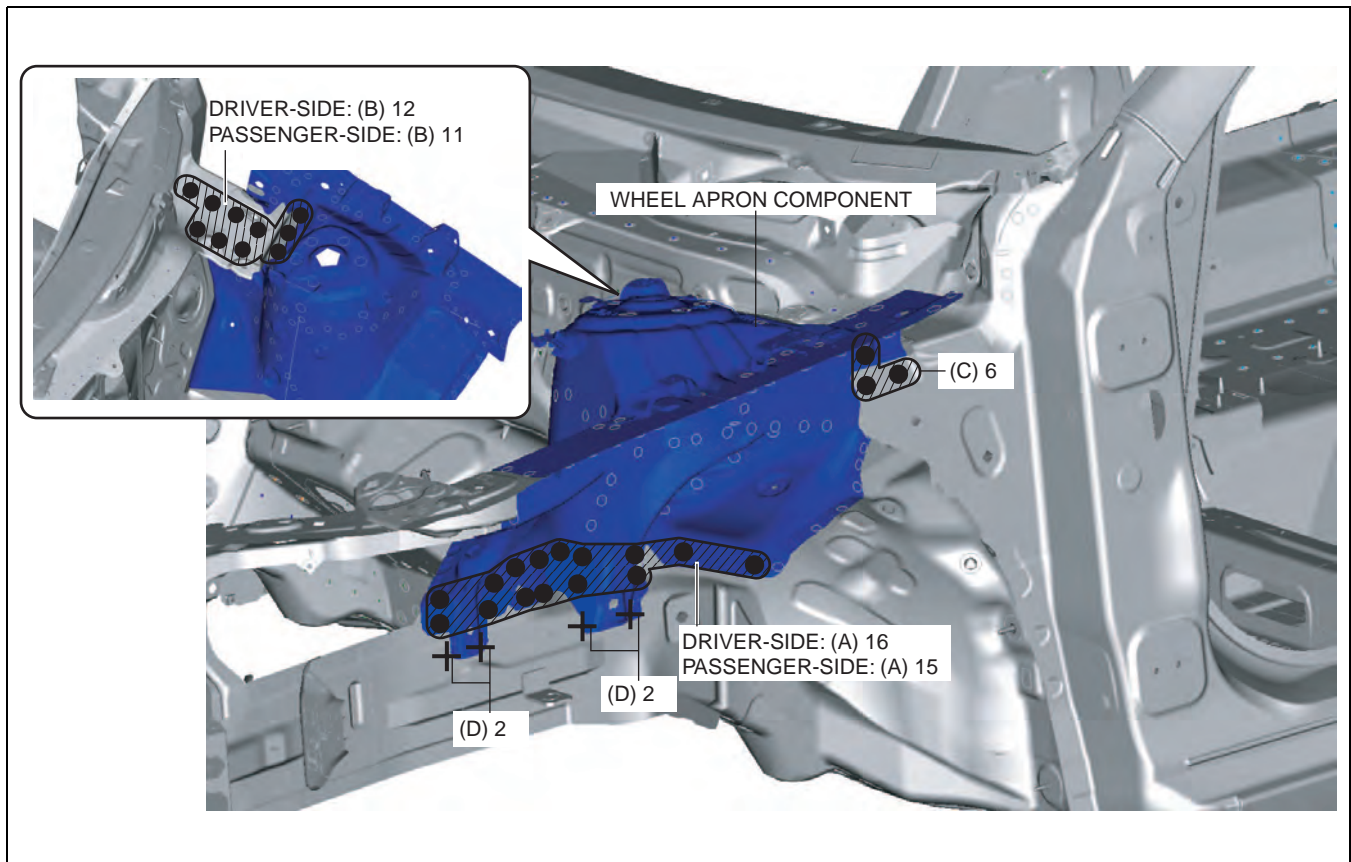 DRIVER-SIDE: (B) 12
PASSENGER-SIDE: (B) 11
WHEEL APRON COMPONENT
(C) 6
DRIVER-SIDE: (A) 16
PASSENGER-SIDE: (A) 15
(D) 2
(D) 2